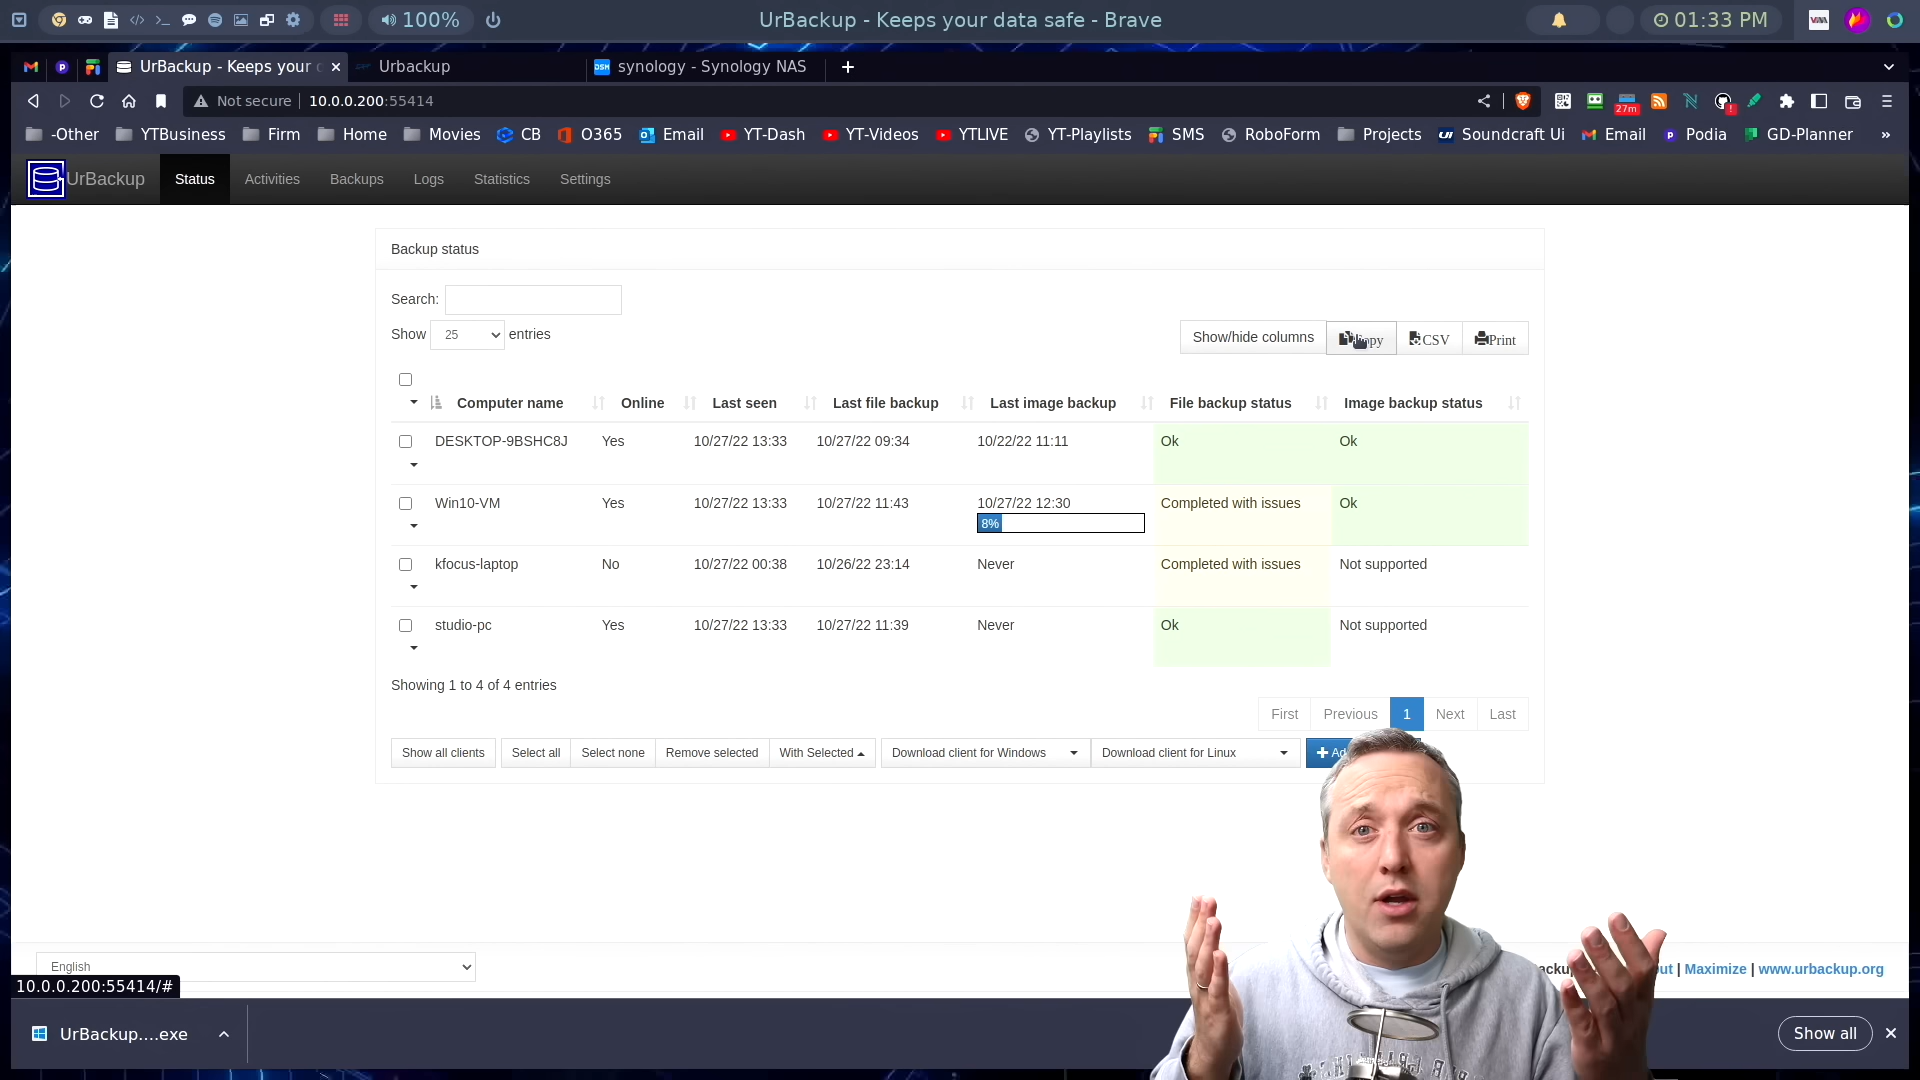 100%
UrBackup - Keeps your data safe - Brave
01:33 PM
UrBackup - Keeps your
Urbackup
synology - Synology NAS
Not secure
10.0.0.200:55414
27m
-Other
YTBusiness
Firm
Home
Movies
CB
O365
Email
YT-Dash
YT-Videos
YTLIVE
YT-Playlists
SMS
RoboForm
Projects
Soundcraft Ui
Email
Podia
GD-Planner
»
UrBackup
Status
Activities
Backups
Logs
Statistics
Settings
Backup status
Search:
Show 25 entries
Show/hide columns
CSV
Print
Computer name Online Last seen Last file backup Last image backup File backup status Image backup status
DESKTOP-9BSHC8J Yes 10/27/22 13:33 10/27/22 09:34 10/22/22 11:11 Ok Ok
Win10-VM Yes 10/27/22 13:33 10/27/22 11:43 10/27/22 12:30 Completed with issues Ok
8%
kfocus-laptop No 10/27/22 00:38 10/26/22 23:14 Never Completed with issues Not supported
studio-pc Yes 10/27/22 13:33 10/27/22 11:39 Never Ok Not supported
Showing 1 to 4 of 4 entries
First Previous 1 Next Last
Show all clients
Select all
Select none
Remove selected
With Selected
Download client for Windows
Download client for Linux
English
| Maximize | www.urbackup.org
10.0.0.200:55414/#
UrBackup....exe
Show all